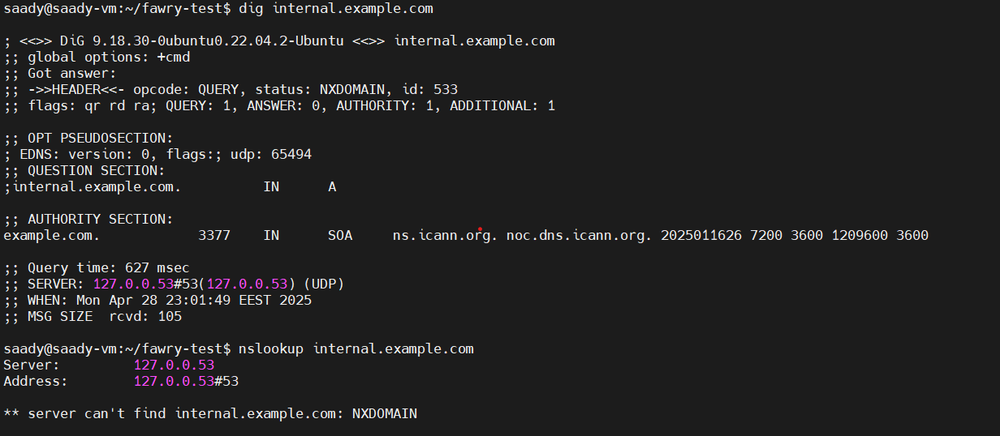 saady@saady-vm:~/fawry-test$ dig internal.example.com
; <<>> DiG 9.18.30-0ubuntu0.22.04.2-Ubuntu <<>> internal.example.com
;; global options: +cmd
;; Got answer:
;; ->>HEADER<<- opcode: QUERY, status: NXDOMAIN, id: 533
;; flags: qr rd ra; QUERY: 1, ANSWER: 0, AUTHORITY: 1, ADDITIONAL: 1
;; OPT PSEUDOSECTION:
; EDNS: version: 0, flags:; udp: 65494
;; QUESTION SECTION:
;internal.example.com. IN A
;; AUTHORITY SECTION:
example.com. 3377 IN SOA ns.icann.org. noc.dns.icann.org. 2025011626 7200 3600 1209600 3600
;; Query time: 627 msec
;; SERVER: 127.0.0.53#53(127.0.0.53) (UDP)
;; WHEN: Mon Apr 28 23:01:49 EEST 2025
;; MSG SIZE rcvd: 105
saady@saady-vm:~/fawry-test$ nslookup internal.example.com
Server: 127.0.0.53
Address: 127.0.0.53#53
** server can't find internal.example.com: NXDOMAIN